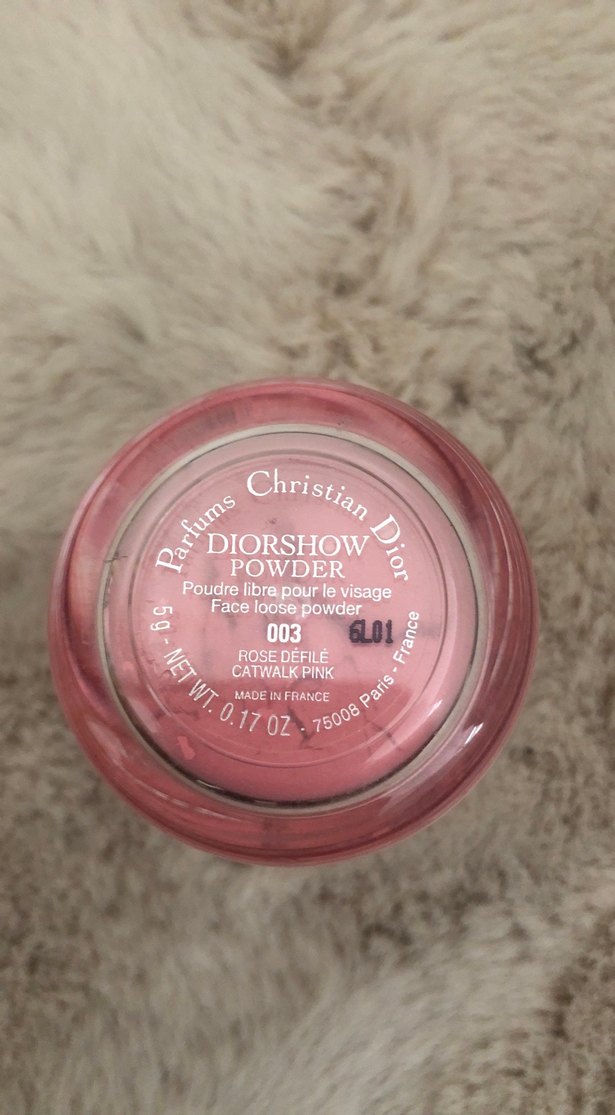 Parfums Christian Dior
DIORSHOW
POWDER
Poudre libre pour le visage
Face loose powder
003 6L01
ROSE DÉFILÉ
CATWALK PINK
MADE IN FRANCE
5 g - NET WT. 0.17 OZ - 75008 Paris - France